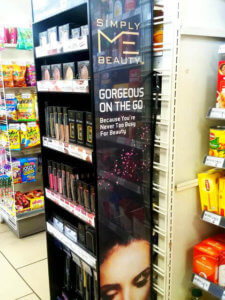 SIMPLY
ME
BEAUTY
GORGEOUS
ON THE GO
Because You're
Never Too Busy
For Beauty